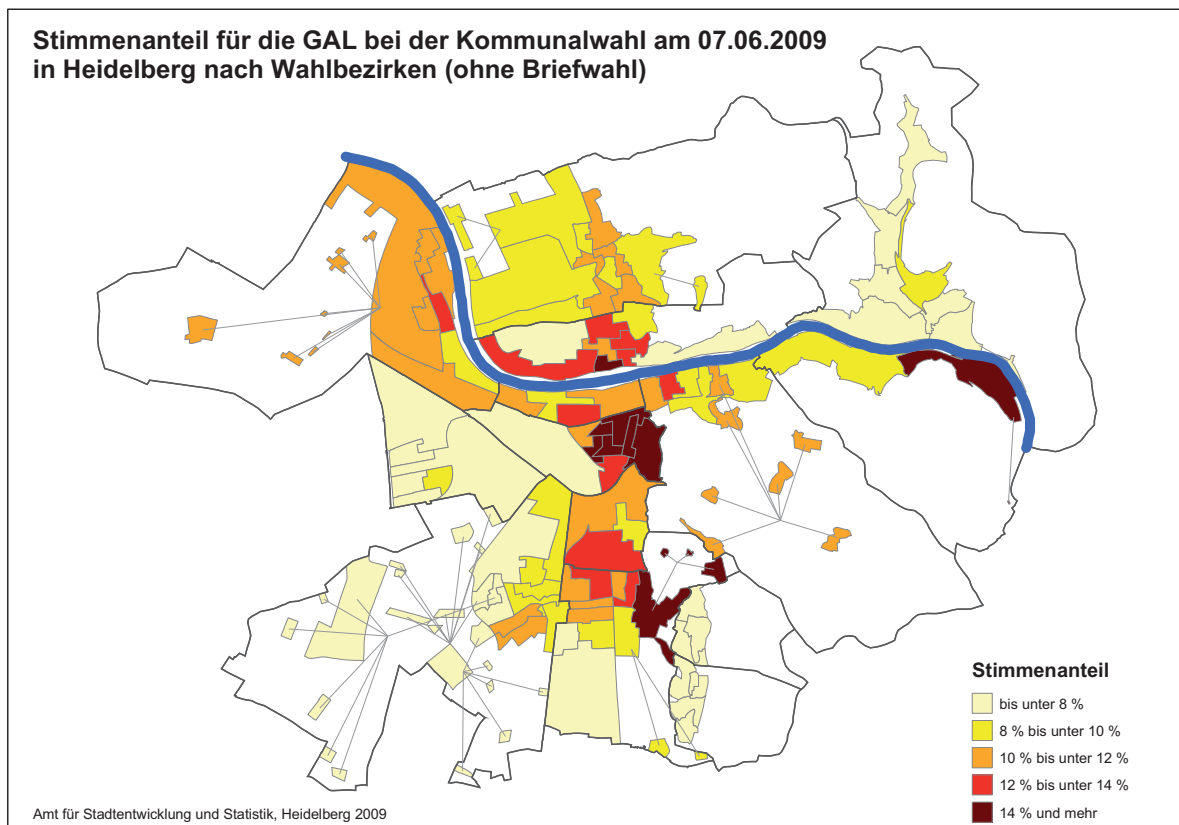 Stimmenanteil für die GAL bei der Kommunalwahl am 07.06.2009
in Heidelberg nach Wahlbezirken (ohne Briefwahl)
Stimmenanteil
bis unter 8 %
8 % bis unter 10 %
10 % bis unter 12 %
12 % bis unter 14 %
14 % und mehr
Amt für Stadtentwicklung und Statistik, Heidelberg 2009